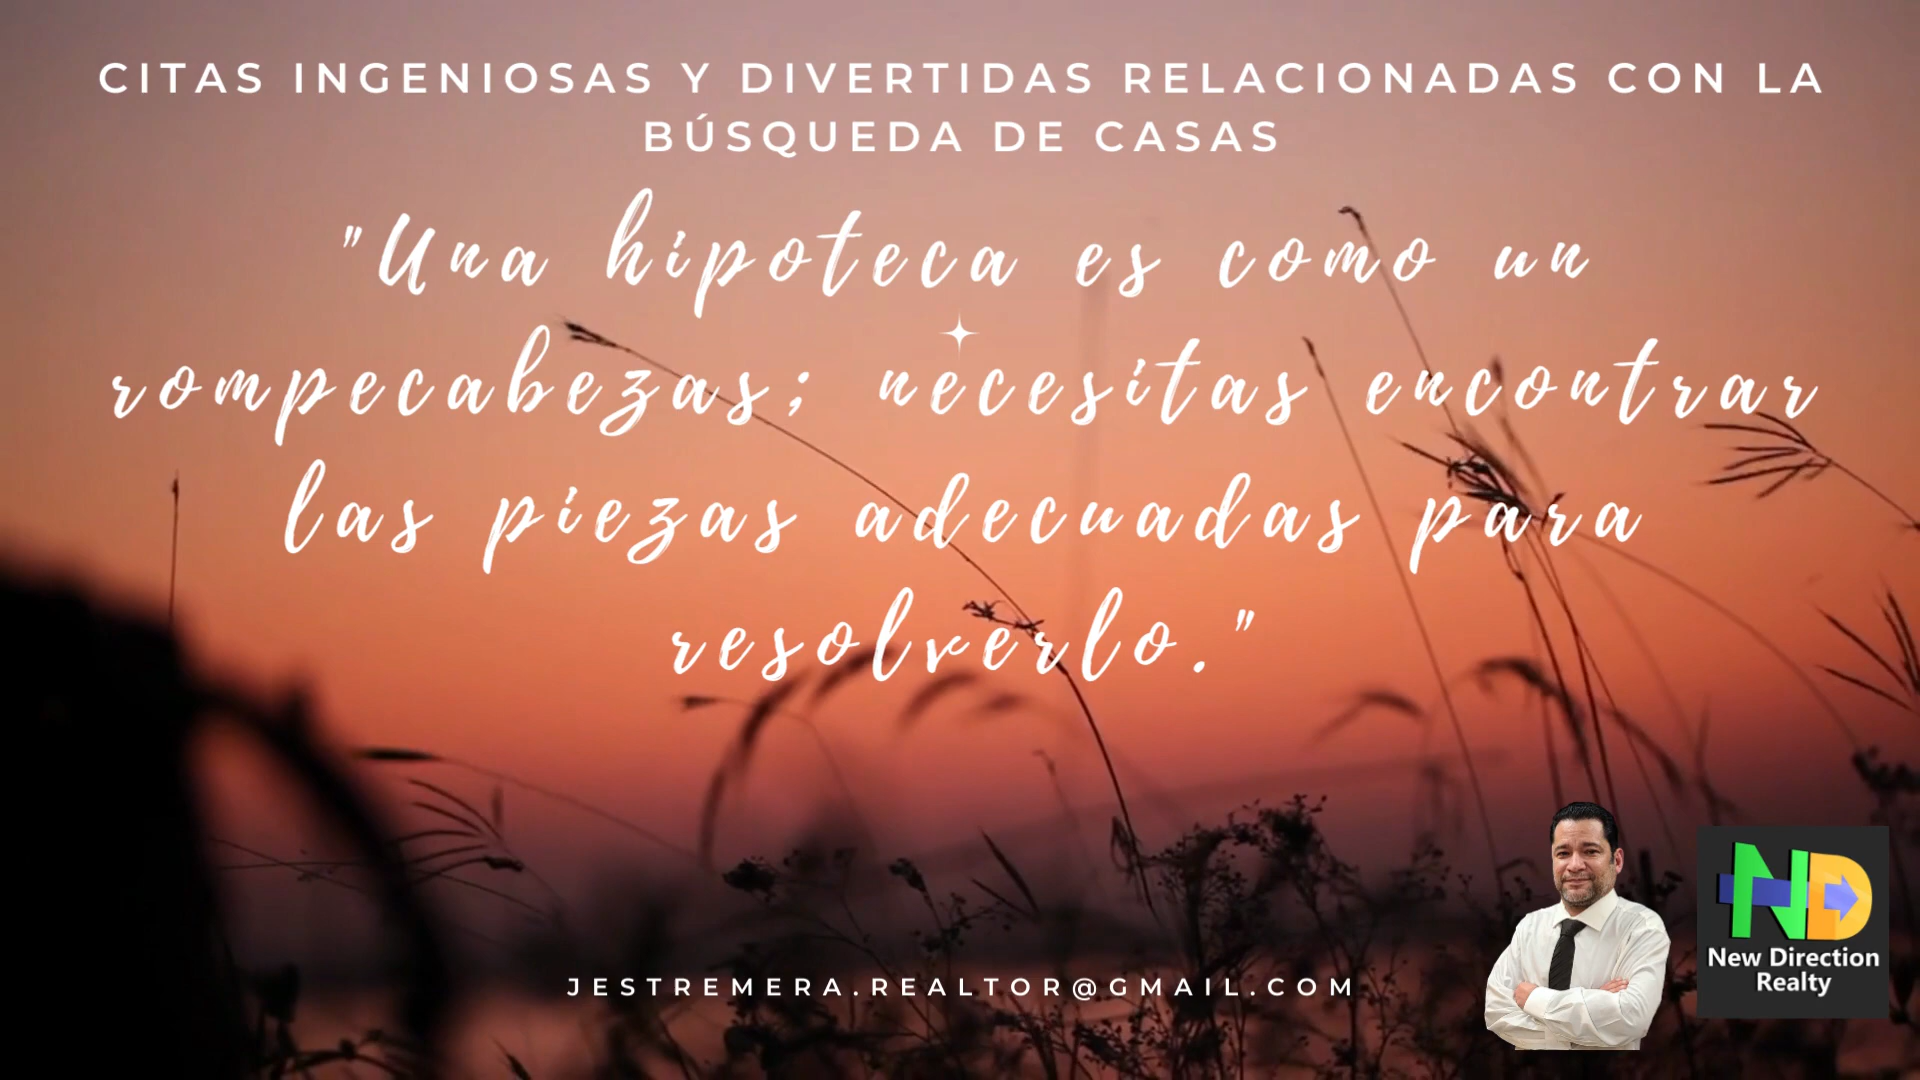 CITAS INGENIOSAS Y DIVERTIDAS RELACIONADAS CON LA
BÚSQUEDA DE CASAS
"Una hipoteca es como un
rompecabezas; necesitas encontrar
las piezas adecuadas para
resolverlo."
JESTREMERA.REALTOR@GMAIL.COM
ND
New Direction
Realty